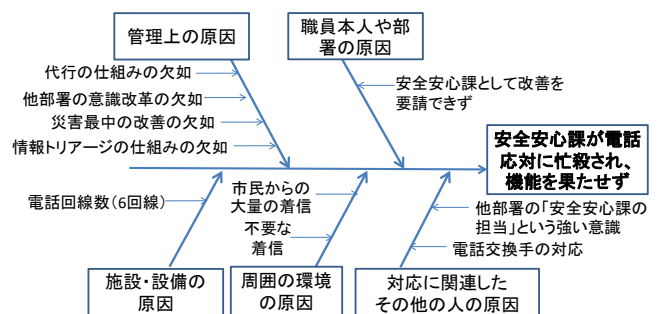 管理上の原因
職員本人や部
署の原因
代行の仕組みの欠如
他部署の意識改革の欠如
災害最中の改善の欠如
情報トリアージの仕組みの欠如
安全安心課として改善を
要請できず
安全安心課が電話
応対に忙殺され、
機能を果たせず
電話回線数（6回線）
市民からの
大量の着信
不要な
着信
他部署の「安全安心課の
担当」という強い意識
電話交換手の対応
施設・設備の
原因
周囲の環境
の原因
対応に関連した
その他の人の原因